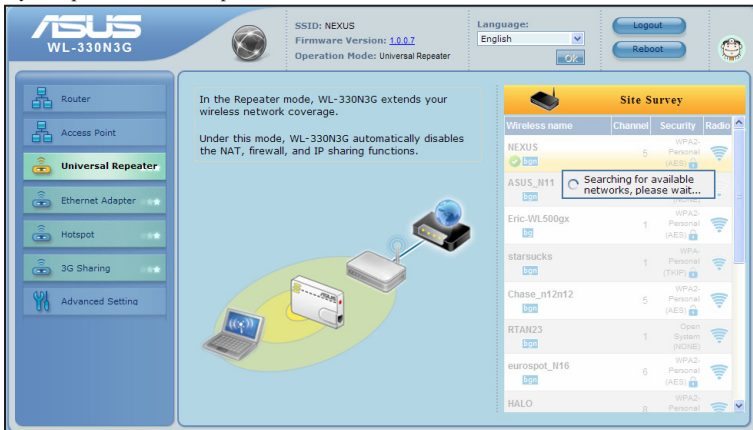 ASUS
WL-330N3G
SSID: NEXUS
Firmware Version: 1.0.0.7
Operation Mode: Universal Repeater
Language:
English
OK
Logout
Reboot
Router
Access Point
Universal Repeater
Ethernet Adapter
Hotspot
3G Sharing
Advanced Setting
In the Repeater mode, WL-330N3G extends your
wireless network coverage.
Under this mode, WL-330N3G automatically disables
the NAT, firewall, and IP sharing functions.
Site Survey
Wireless name Channel Security Radio
NEXUS
bgn
5
WPA2-
Personal
(AES)
ASUS_N11
bgn
(NONE)
Searching for available
networks, please wait...
Eric-WL500gx
bg
1
WPA2-
Personal
(AES)
starsucks
bgn
1
WPA-
Personal
(TKIP)
Chase_n12n12
bgn
5
WPA2-
Personal
(AES)
RTAN23
bgn
1
Open
System
(NONE)
eurospot_N16
bgn
6
WPA2-
Personal
(AES)
HALO
8
WPA2-
Personal